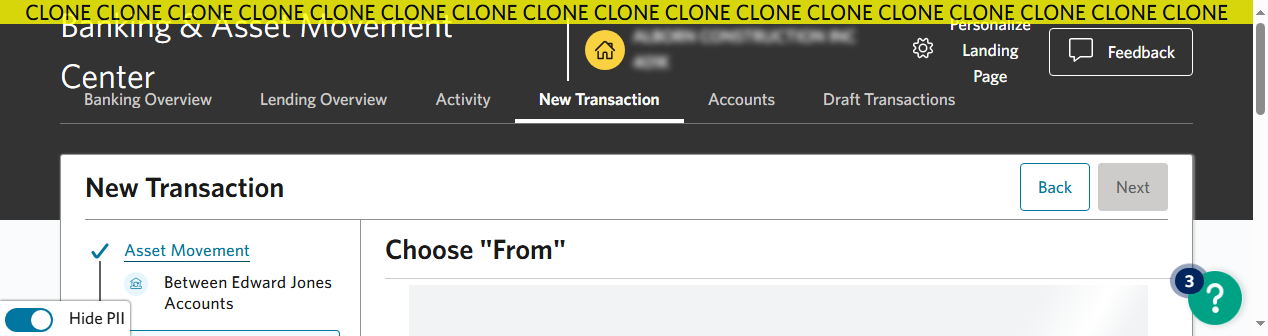 CLONE CLONE CLONE CLONE CLONE CLONE CLONE CLONE CLONE CLONE CLONE CLONE CLONE CLONE CLONE CLONE CLONE
Banking & Asset Movement
Center
Personalize
Landing
Page
Feedback
Banking Overview
Lending Overview
Activity
New Transaction
Accounts
Draft Transactions
New Transaction
Back
Next
Asset Movement
Between Edward Jones
Accounts
Choose "From"
Hide PII
3
?